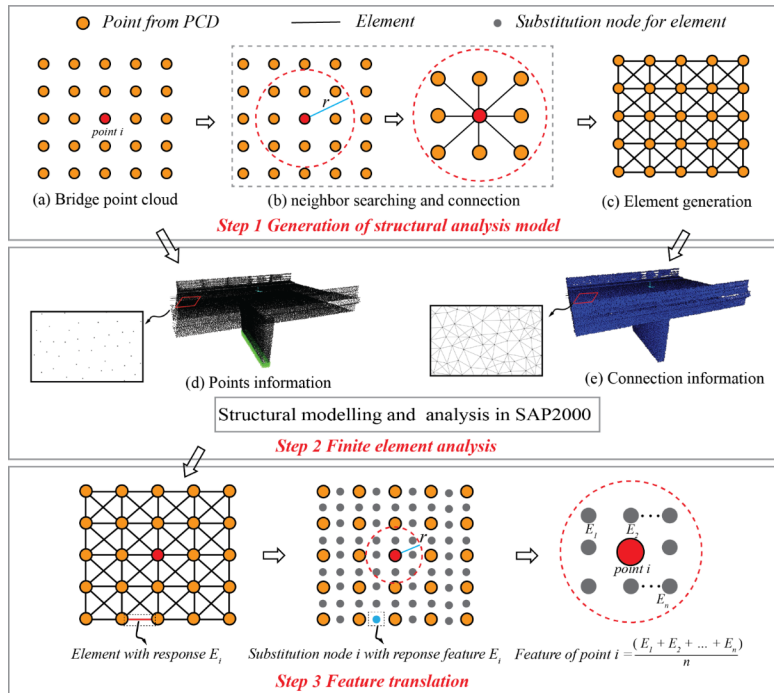 Point from PCD Element Substitution node for element
point i
r
(a) Bridge point cloud (b) neighbor searching and connection (c) Element generation
Step 1 Generation of structural analysis model
(d) Points information (e) Connection information
Structural modelling and analysis in SAP2000
Step 2 Finite element analysis
r
E1 E2
point i
En
Element with response Ei Substitution node i with reponse feature Ei Feature of point i = (E1 + E2 + ... + En) / n
Step 3 Feature translation